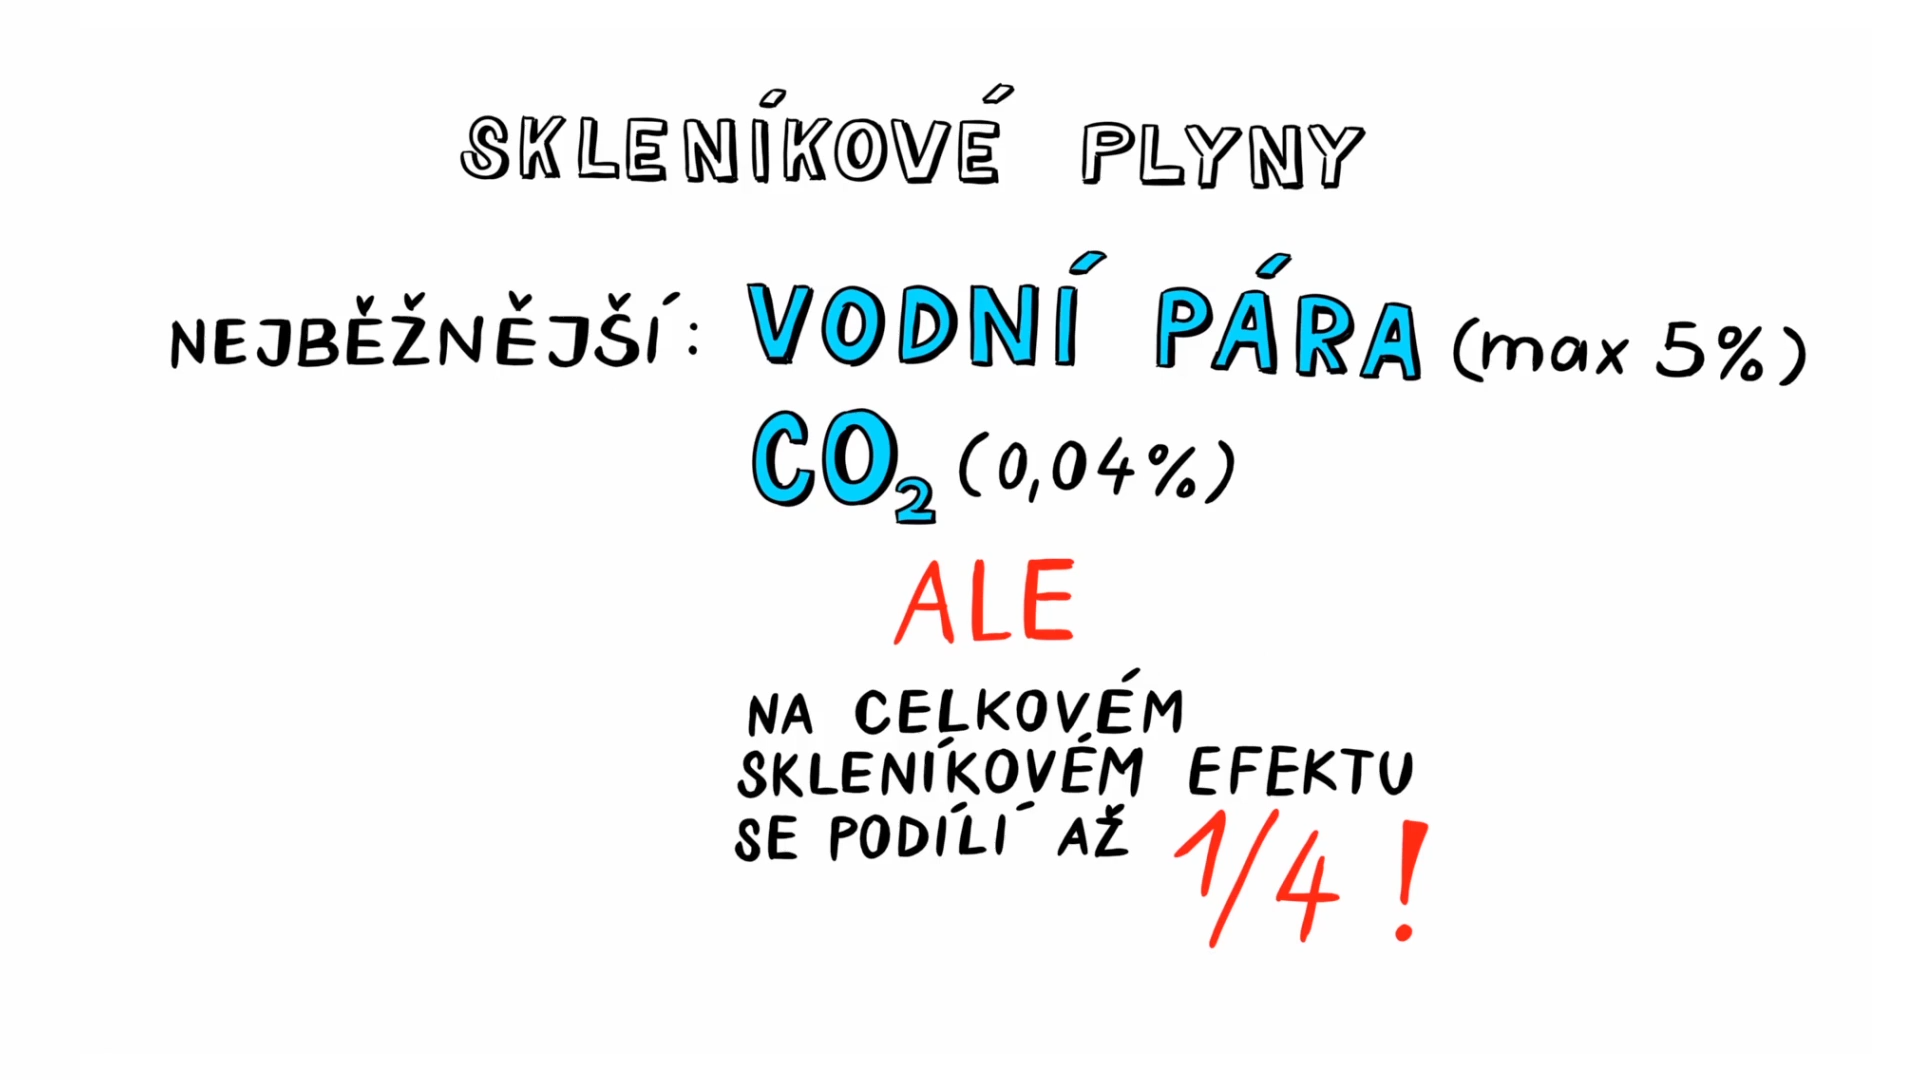 SKLENÍKOVÉ PLYNY
NEJBĚŽNĚJŠÍ: VODNÍ PÁRA (max 5%)
CO₂ (0,04%)
ALE
NA CELKOVÉM
SKLENÍKOVÉM EFEKTU
SE PODÍLÍ AŽ 1/4!